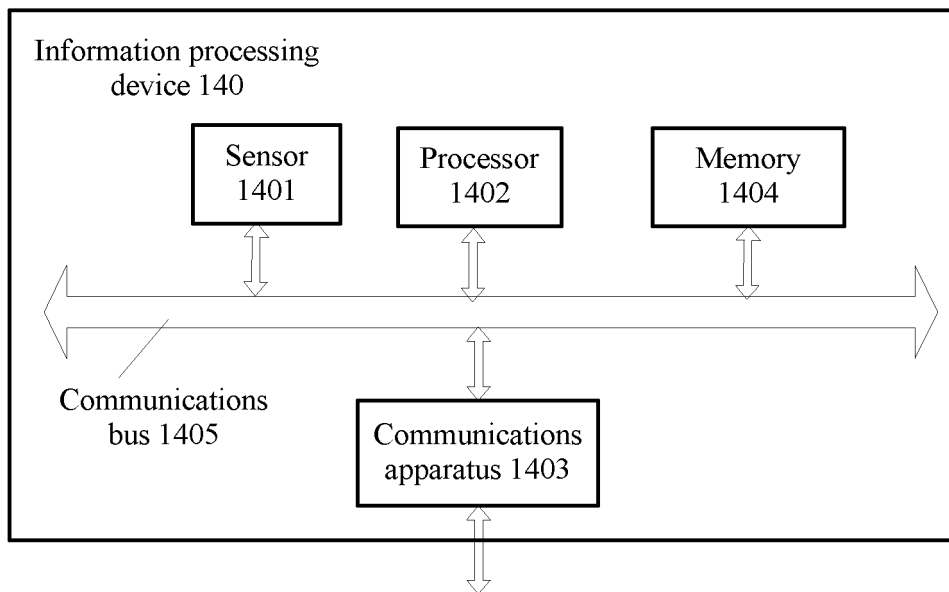 Information processing
device 140
Sensor
1401
Processor
1402
Memory
1404
Communications
bus 1405
Communications
apparatus 1403